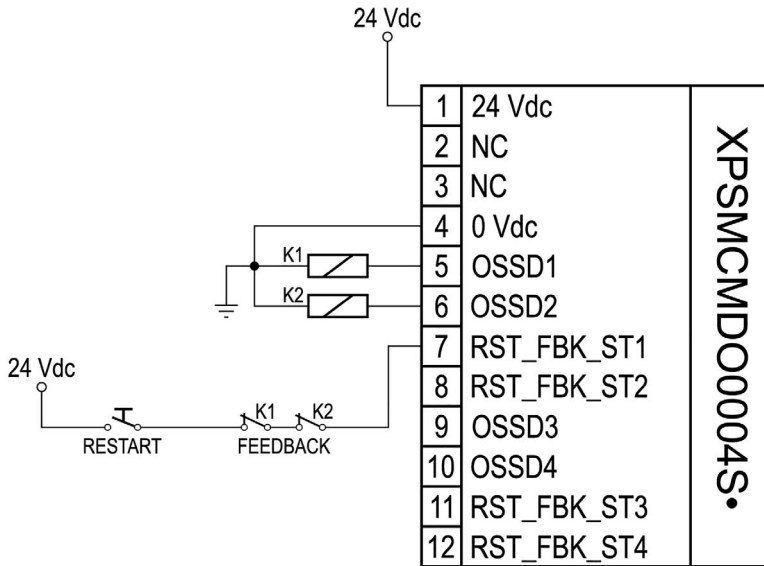 24 Vdc
1 24 Vdc
2 NC
3 NC
4 0 Vdc
K1
5 OSSD1
K2
6 OSSD2
7 RST_FBK_ST1
24 Vdc
8 RST_FBK_ST2
K1 K2
9 OSSD3
RESTART FEEDBACK
10 OSSD4
11 RST_FBK_ST3
12 RST_FBK_ST4
XPSMCMDO0004S•